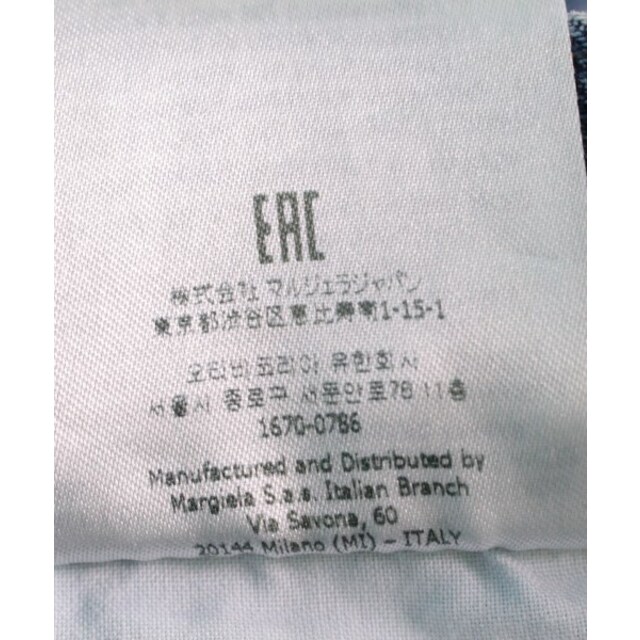 EAC
株式会社 マルジェラジャパン
東京都渋谷区恵比寿南1-15-1
오티비코리아 유한회사
서울시 종로구 새문안로76 11층
1670-0786
Manufactured and Distributed by
Margiela S.a.s. Italian Branch
Via Savona, 60
20144 Milano (MI) – ITALY